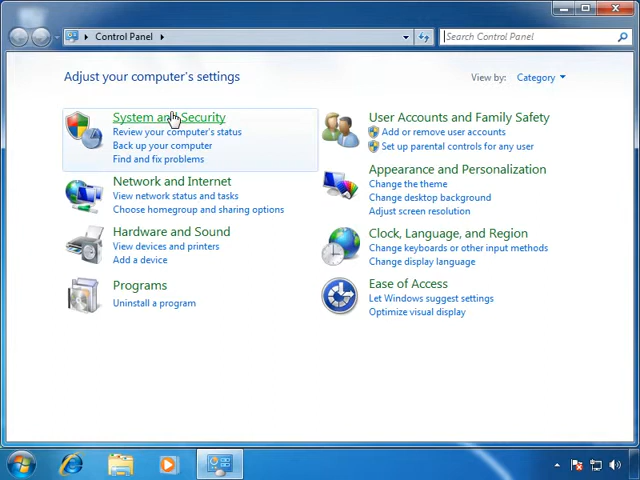 Control Panel
Search Control Panel
Adjust your computer's settings
View by: Category
System and Security
Review your computer's status
Back up your computer
Find and fix problems
Network and Internet
View network status and tasks
Choose homegroup and sharing options
Hardware and Sound
View devices and printers
Add a device
Programs
Uninstall a program
User Accounts and Family Safety
Add or remove user accounts
Set up parental controls for any user
Appearance and Personalization
Change the theme
Change desktop background
Adjust screen resolution
Clock, Language, and Region
Change keyboards or other input methods
Change display language
Ease of Access
Let Windows suggest settings
Optimize visual display